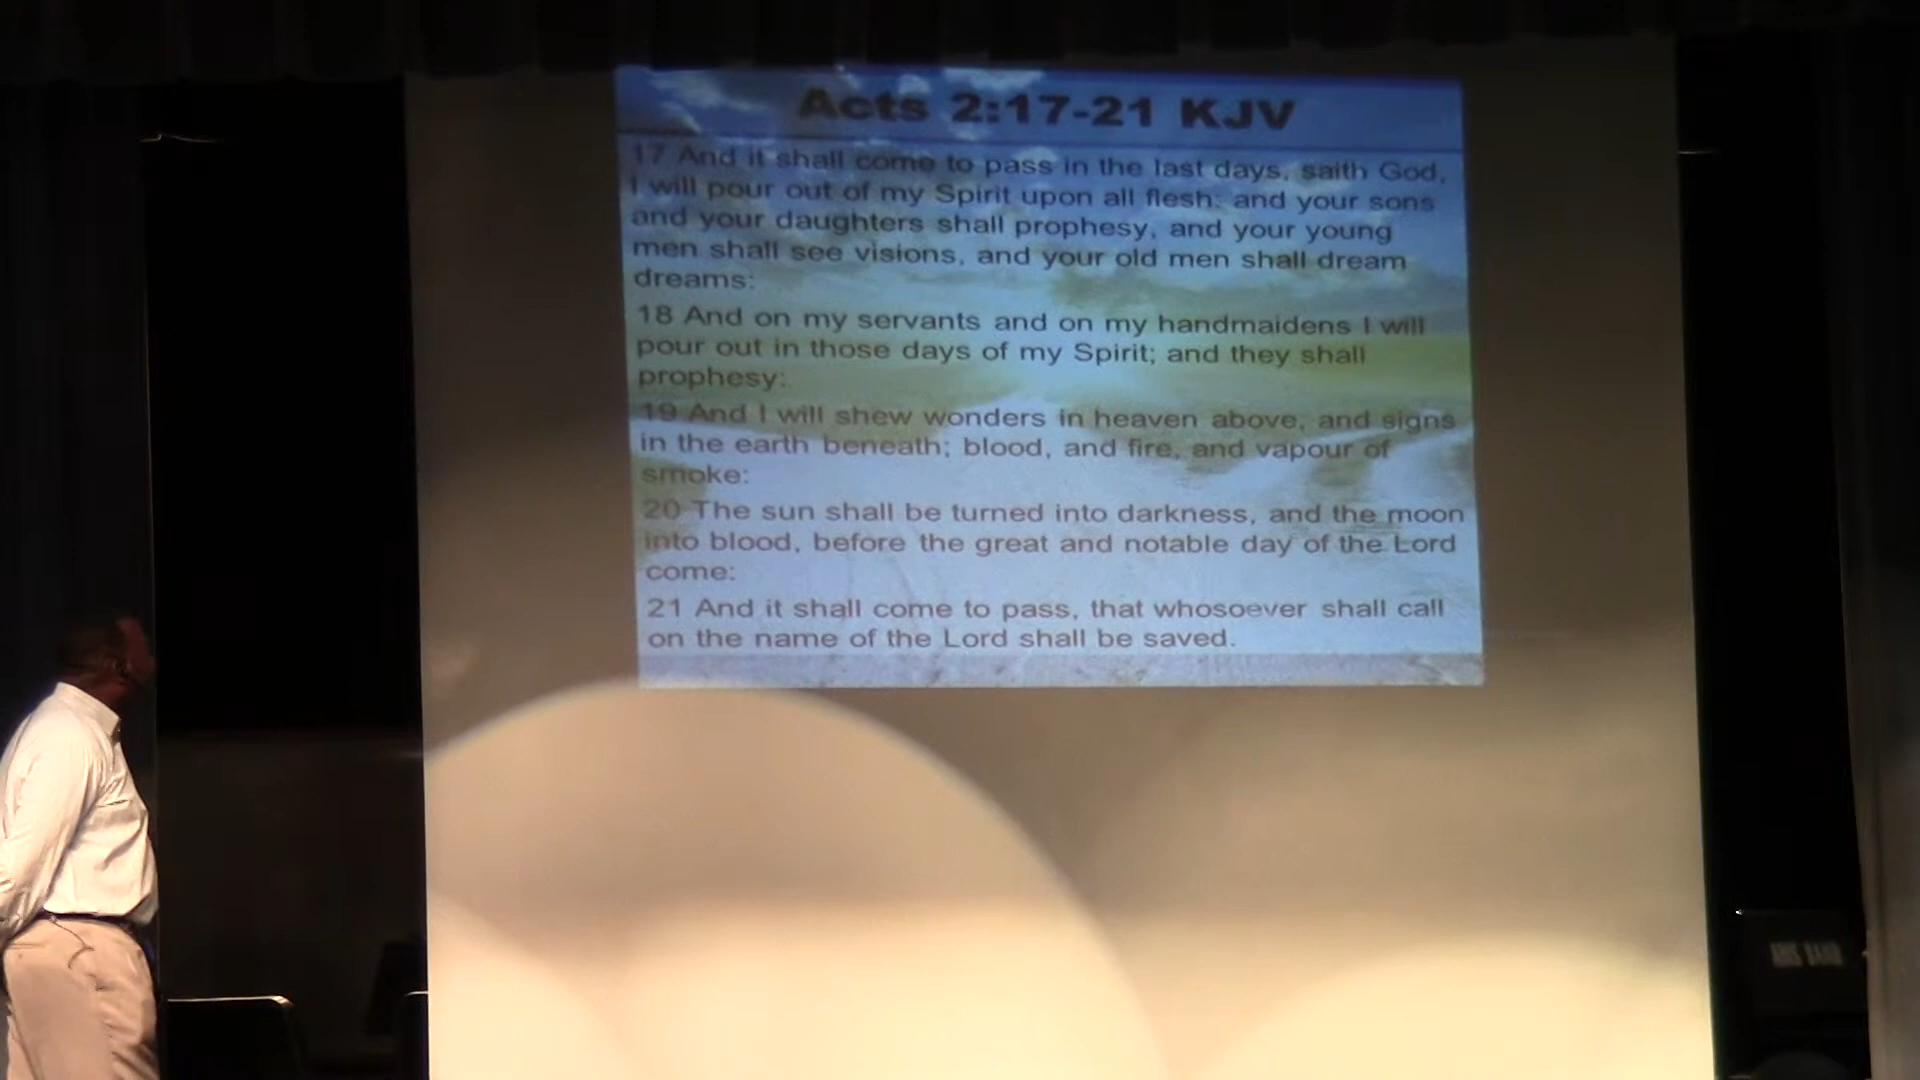 Acts 2:17-21 KJV
17 And it shall come to pass in the last days, saith God,
I will pour out of my Spirit upon all flesh: and your sons
and your daughters shall prophesy, and your young
men shall see visions, and your old men shall dream
dreams:
18 And on my servants and on my handmaidens I will
pour out in those days of my Spirit; and they shall
prophesy:
19 And I will shew wonders in heaven above, and signs
in the earth beneath; blood, and fire, and vapour of
smoke:
20 The sun shall be turned into darkness, and the moon
into blood, before the great and notable day of the Lord
come:
21 And it shall come to pass, that whosoever shall call
on the name of the Lord shall be saved.
BAND